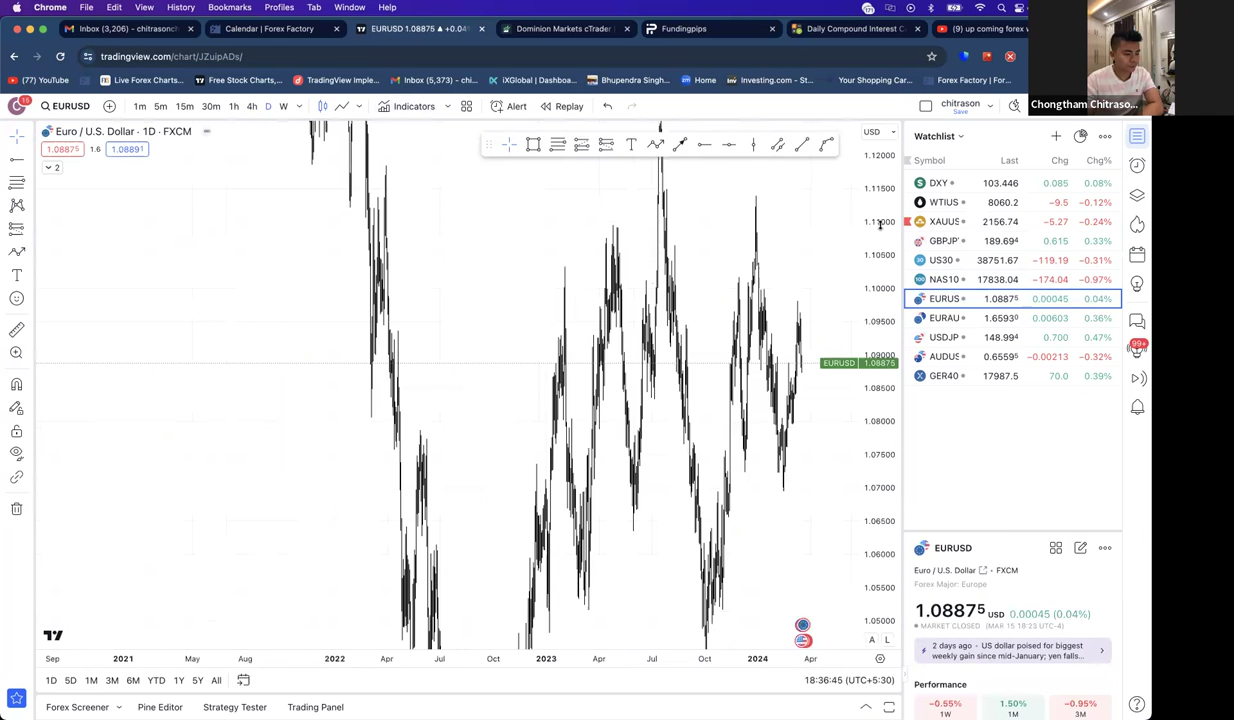 Chrome File Edit View History Bookmarks Profiles Tab Window Help
Inbox (3,206) - chitrasonch × Calendar | Forex Factory × EURUSD 1.08875 ▲ +0.04% × Dominion Markets cTrader | × Fundingpips × Daily Compound Interest C × (9) up coming forex
tradingview.com/chart/JZuipADs/
(77) YouTube Live Forex Charts,... Free Stock Charts,... TradingView Imple... Inbox (5,373) - chi... iXGlobal | Dashboa... Bhupendra Singh... Home Investing.com - St... Your Shopping Car... Forex Factory | For...
Chongtham Chitraso...
C 15 EURUSD 1m 5m 15m 30m 1h 4h D W Indicators Alert Replay chitrason
Save
Euro / U.S. Dollar · 1D · FXCM
USD
1.08875 1.6 1.08891
2
1.12000
1.11500
1.11000
1.10500
1.10000
1.09500
1.09000
EURUSD 1.08875
1.08500
1.08000
1.07500
1.07000
1.06500
1.06000
1.05500
1.05000
A L
Sep 2021 May Aug 2022 Apr Jul Oct 2023 Apr Jul Oct 2024 Apr
1D 5D 1M 3M 6M YTD 1Y 5Y All 18:36:45 (UTC+5:30)
Forex Screener Pine Editor Strategy Tester Trading Panel
Watchlist
Symbol Last Chg Chg%
DXY 103.446 0.085 0.08%
WTIUS 8060.2 −9.5 −0.12%
XAUUS 2156.74 −5.27 −0.24%
GBPJP 189.694 0.615 0.33%
US30 38751.67 −119.19 −0.31%
NAS10 17838.04 −174.04 −0.97%
EURUS 1.08875 0.00045 0.04%
EURAU 1.65930 0.00603 0.36%
USDJP 148.994 0.700 0.47%
AUDUS 0.65595 −0.00213 −0.32%
GER40 17987.5 70.0 0.39%
99+
EURUSD
Euro / U.S. Dollar · FXCM
Forex Major: Europe
1.08875 USD 0.00045 (0.04%)
MARKET CLOSED (MAR 15 18:23 UTC-4)
2 days ago · US dollar poised for biggest
weekly gain since mid-January; yen falls...
Performance
−0.55% 1.50% −0.95%
1W 1M 3M